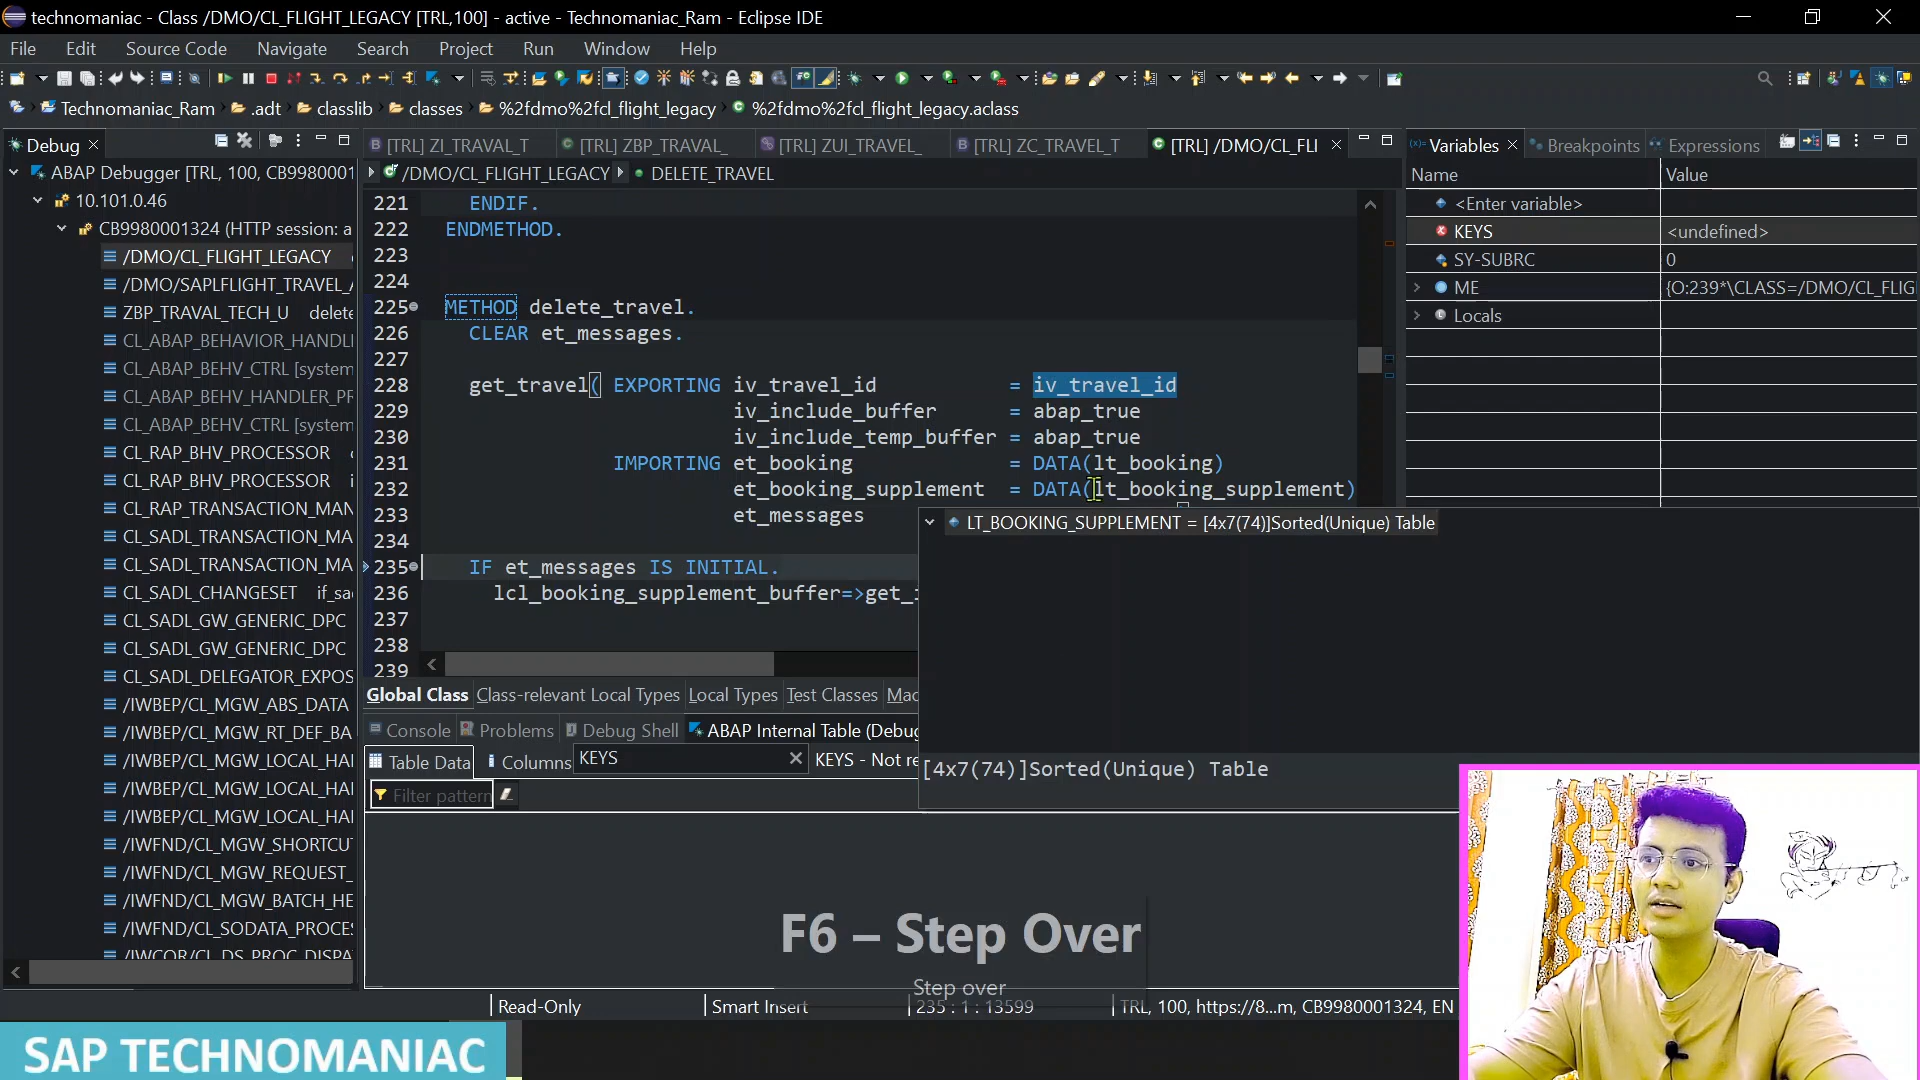 technomaniac - Class /DMO/CL_FLIGHT_LEGACY [TRL,100] - active - Technomaniac_Ram - Eclipse IDE
File Edit Source Code Navigate Search Project Run Window Help
Technomaniac_Ram .adt classlib classes %2fdmo%2fcl_flight_legacy %2fdmo%2fcl_flight_legacy.aclass
Debug
ABAP Debugger [TRL, 100, CB9980001
10.101.0.46
CB9980001324 (HTTP session: a
/DMO/CL_FLIGHT_LEGACY
/DMO/SAPLFLIGHT_TRAVEL_
ZBP_TRAVAL_TECH_U delete
CL_ABAP_BEHAVIOR_HANDL
CL_ABAP_BEHV_CTRL [system
CL_ABAP_BEHV_HANDLER_PR
CL_ABAP_BEHV_CTRL [system
CL_RAP_BHV_PROCESSOR
CL_RAP_BHV_PROCESSOR
CL_RAP_TRANSACTION_MAN
CL_SADL_TRANSACTION_MA
CL_SADL_TRANSACTION_MA
CL_SADL_CHANGESET if_sa
CL_SADL_GW_GENERIC_DPC
CL_SADL_GW_GENERIC_DPC
CL_SADL_DELEGATOR_EXPOS
/IWBEP/CL_MGW_ABS_DATA
/IWBEP/CL_MGW_RT_DEF_BA
/IWBEP/CL_MGW_LOCAL_HA
/IWBEP/CL_MGW_LOCAL_HA
/IWBEP/CL_MGW_LOCAL_HA
/IWFND/CL_MGW_SHORTCU
/IWFND/CL_MGW_REQUEST_
/IWFND/CL_MGW_BATCH_HE
/IWFND/CL_SODATA_PROCE
/IWCOR/CL_DS_PROC_DISPA
[TRL] ZI_TRAVAL_T [TRL] ZBP_TRAVAL_ [TRL] ZUI_TRAVEL_ [TRL] ZC_TRAVEL_T [TRL] /DMO/CL_FLI
/DMO/CL_FLIGHT_LEGACY DELETE_TRAVEL
221 ENDIF.
222 ENDMETHOD.
223
224
225 METHOD delete_travel.
226 CLEAR et_messages.
227
228 get_travel( EXPORTING iv_travel_id = iv_travel_id
229 iv_include_buffer = abap_true
230 iv_include_temp_buffer = abap_true
231 IMPORTING et_booking = DATA(lt_booking)
232 et_booking_supplement = DATA(lt_booking_supplement)
233 et_messages
234
235 IF et_messages IS INITIAL.
236 lcl_booking_supplement_buffer=>get_i
237
238
239
LT_BOOKING_SUPPLEMENT = [4x7(74)]Sorted(Unique) Table
[4x7(74)]Sorted(Unique) Table
Global Class Class-relevant Local Types Local Types Test Classes Mac
Console Problems Debug Shell ABAP Internal Table (Debug
Table Data Columns KEYS KEYS - Not re
Filter pattern
Variables Breakpoints Expressions
Name Value
<Enter variable>
KEYS <undefined>
SY-SUBRC 0
ME {O:239*\CLASS=/DMO/CL_FLIG
Locals
F6 – Step Over
Step over
Read-Only Smart Insert 235 : 1 : 13599 TRL, 100, https://8...m, CB9980001324, EN
SAP TECHNOMANIAC